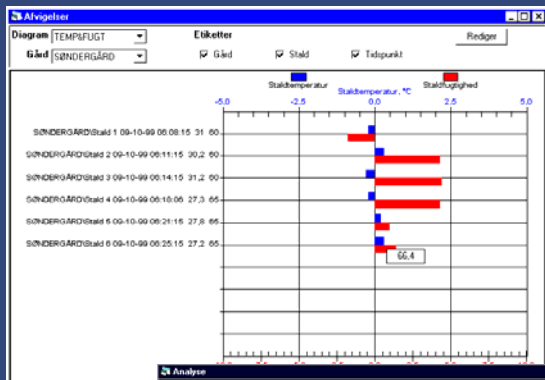 Afvigelser
Diagram TEMP&FUGT Etiketter Rediger
Gård SØNDERGÅRD Gård Stald Tidspunkt
Staldtemperatur Staldfugtighed
Staldtemperatur, °C
-5.0 -2.5 0.0 2.5 5.0
SØNDERGÅRD\Stald 1 09-10-99 06:08:15 31 60
SØNDERGÅRD\Stald 2 09-10-99 06:11:15 30,2 60
SØNDERGÅRD\Stald 3 09-10-99 06:14:15 31,2 60
SØNDERGÅRD\Stald 4 09-10-99 06:18:06 27,3 65
SØNDERGÅRD\Stald 5 09-10-99 06:21:15 27,8 65
SØNDERGÅRD\Stald 6 09-10-99 06:25:15 27,2 65
66,4
Analyse